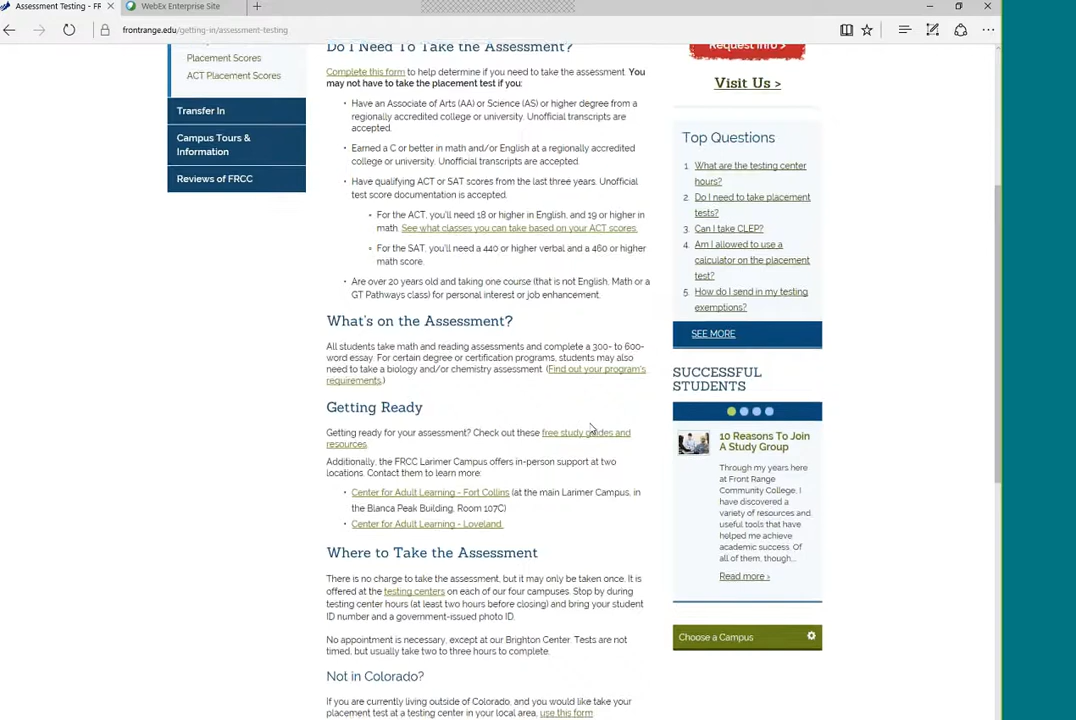 Assessment Testing - FR
WebEx Enterprise Site
frontrange.edu/getting-in/assessment-testing
Placement Scores
ACT Placement Scores
Transfer In
Campus Tours &
Information
Reviews of FRCC
Do I Need To Take the Assessment?
Complete this form to help determine if you need to take the assessment. You
may not have to take the placement test if you:
Have an Associate of Arts (AA) or Science (AS) or higher degree from a
regionally accredited college or university. Unofficial transcripts are
accepted.
Earned a C or better in math and/or English at a regionally accredited
college or university. Unofficial transcripts are accepted.
Have qualifying ACT or SAT scores from the last three years. Unofficial
test score documentation is accepted.
For the ACT, you'll need 18 or higher in English, and 19 or higher in
math. See what classes you can take based on your ACT scores.
For the SAT, you'll need a 440 or higher verbal and a 460 or higher
math score.
Are over 20 years old and taking one course (that is not English, Math or a
GT Pathways class) for personal interest or job enhancement.
What's on the Assessment?
All students take math and reading assessments and complete a 300- to 600-
word essay. For certain degree or certification programs, students may also
need to take a biology and/or chemistry assessment. (Find out your program's
requirements.)
Getting Ready
Getting ready for your assessment? Check out these free study guides and
resources.
Additionally, the FRCC Larimer Campus offers in-person support at two
locations. Contact them to learn more:
Center for Adult Learning - Fort Collins (at the main Larimer Campus, in
the Blanca Peak Building, Room 107C)
Center for Adult Learning - Loveland
Where to Take the Assessment
There is no charge to take the assessment, but it may only be taken once. It is
offered at the testing centers on each of our four campuses. Stop by during
testing center hours (at least two hours before closing) and bring your student
ID number and a government-issued photo ID.
No appointment is necessary, except at our Brighton Center. Tests are not
timed, but usually take two to three hours to complete.
Not in Colorado?
If you are currently living outside of Colorado, and you would like take your
placement test at a testing center in your local area, use this form
Request Info >
Visit Us >
Top Questions
1. What are the testing center
hours?
2. Do I need to take placement
tests?
3. Can I take CLEP?
4. Am I allowed to use a
calculator on the placement
test?
5. How do I send in my testing
exemptions?
SEE MORE
SUCCESSFUL
STUDENTS
10 Reasons To Join
A Study Group
Through my years here
at Front Range
Community College, I
have discovered a
variety of resources and
useful tools that have
helped me achieve
academic success. Of
all of them, though...
Read more ›
Choose a Campus